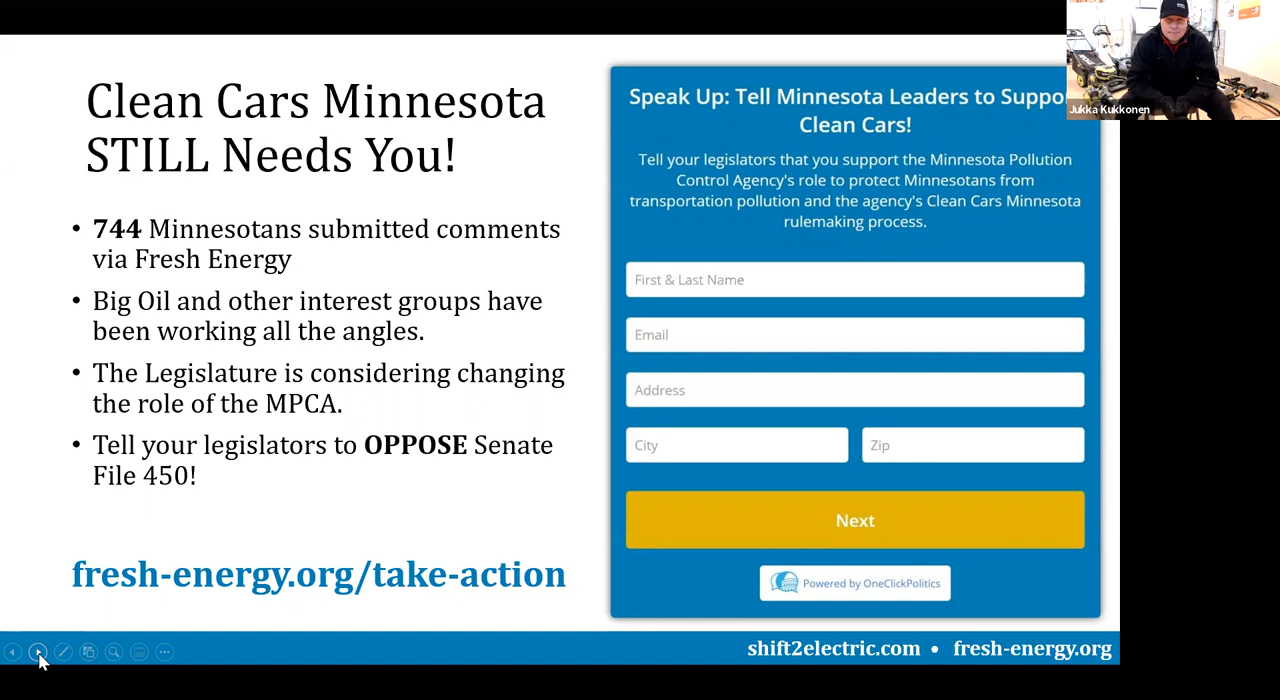 Clean Cars Minnesota
STILL Needs You!
• 744 Minnesotans submitted comments
via Fresh Energy
• Big Oil and other interest groups have
been working all the angles.
• The Legislature is considering changing
the role of the MPCA.
• Tell your legislators to OPPOSE Senate
File 450!
fresh-energy.org/take-action
Speak Up: Tell Minnesota Leaders to Suppo
Clean Cars!
Tell your legislators that you support the Minnesota Pollution
Control Agency's role to protect Minnesotans from
transportation pollution and the agency's Clean Cars Minnesota
rulemaking process.
First & Last Name
Email
Address
City
Zip
Next
Powered by OneClickPolitics
shift2electric.com • fresh-energy.org
Jukka Kukkonen